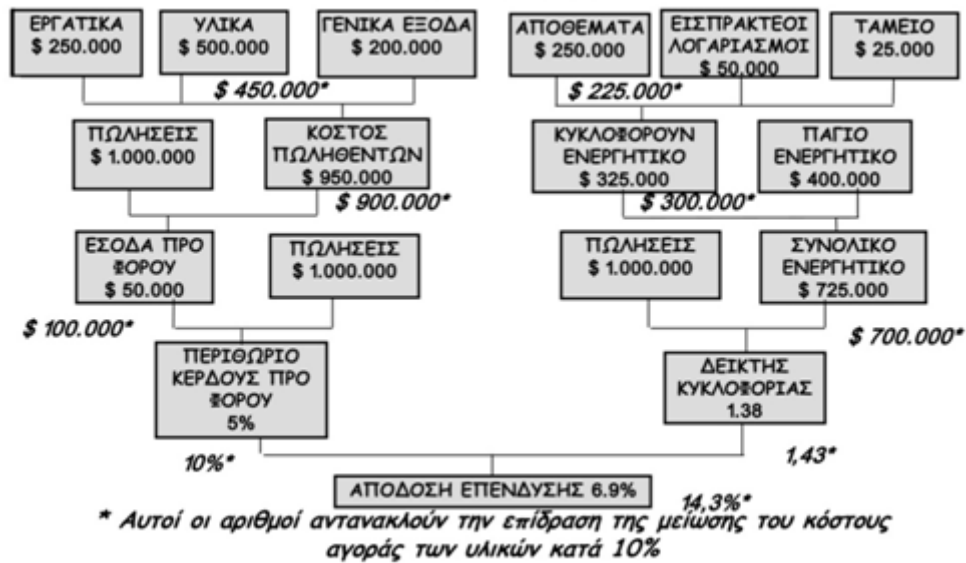 ΕΡΓΑΤΙΚΑ
$ 250.000
ΥΛΙΚΑ
$ 500.000
ΓΕΝΙΚΑ ΕΞΟΔΑ
$ 200.000
$ 450.000*
ΑΠΟΘΕΜΑΤΑ
$ 250.000
ΕΙΣΠΡΑΚΤΕΟΙ
ΛΟΓΑΡΙΑΣΜΟΙ
$ 50.000
ΤΑΜΕΙΟ
$ 25.000
$ 225.000*
ΠΩΛΗΣΕΙΣ
$ 1.000.000
ΚΟΣΤΟΣ
ΠΩΛΗΘΕΝΤΩΝ
$ 950.000
$ 900.000*
ΚΥΚΛΟΦΟΡΟΥΝ
ΕΝΕΡΓΗΤΙΚΟ
$ 325.000
ΠΑΓΙΟ
ΕΝΕΡΓΗΤΙΚΟ
$ 400.000
$ 300.000*
ΕΣΟΔΑ ΠΡΟ
ΦΟΡΟΥ
$ 50.000
ΠΩΛΗΣΕΙΣ
$ 1.000.000
$ 100.000*
ΠΩΛΗΣΕΙΣ
$ 1.000.000
ΣΥΝΟΛΙΚΟ
ΕΝΕΡΓΗΤΙΚΟ
$ 725.000
$ 700.000*
ΠΕΡΙΘΩΡΙΟ
ΚΕΡΔΟΥΣ ΠΡΟ
ΦΟΡΟΥ
5%
10%*
ΔΕΙΚΤΗΣ
ΚΥΚΛΟΦΟΡΙΑΣ
1.38
1,43*
ΑΠΟΔΟΣΗ ΕΠΕΝΔΥΣΗΣ 6.9%
14,3%*
* Αυτοί οι αριθμοί αντανακλούν την επίδραση της μείωσης του κόστους
αγοράς των υλικών κατά 10%